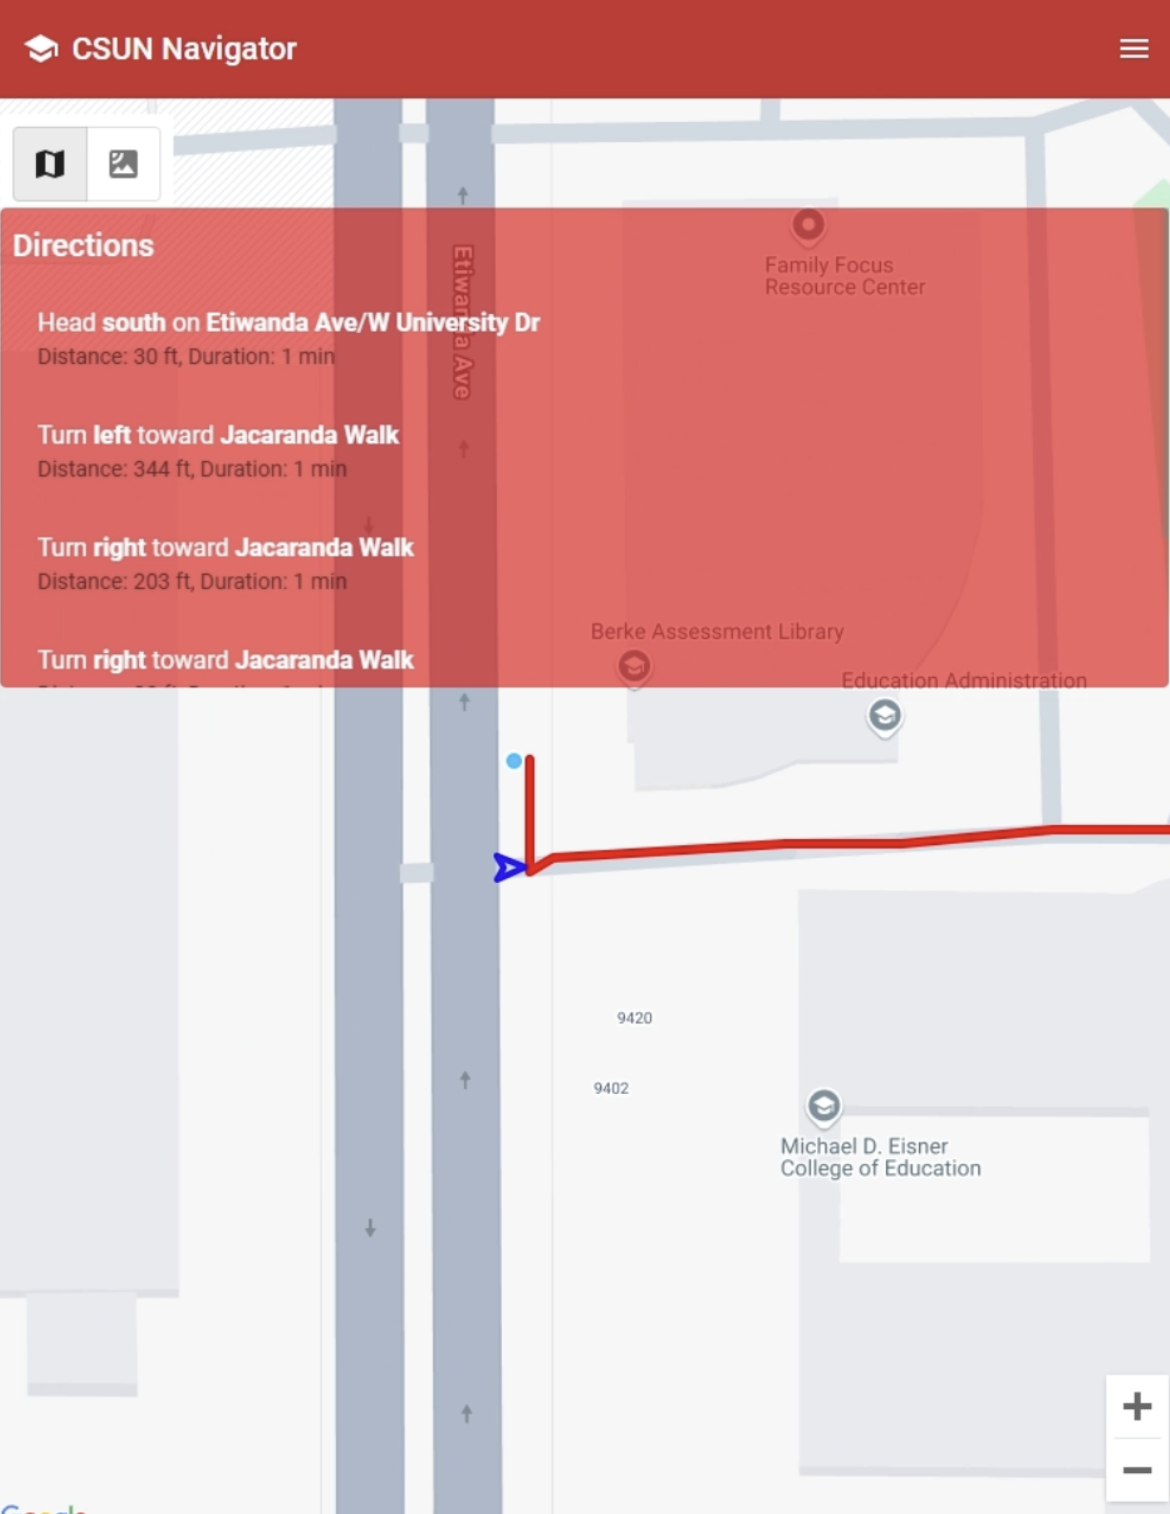 CSUN Navigator
Directions
Head south on Etiwanda Ave/W University Dr
Distance: 30 ft, Duration: 1 min
Turn left toward Jacaranda Walk
Distance: 344 ft, Duration: 1 min
Turn right toward Jacaranda Walk
Distance: 203 ft, Duration: 1 min
Turn right toward Jacaranda Walk
Etiwanda Ave
Family Focus
Resource Center
Berke Assessment Library
Education Administration
9420
9402
Michael D. Eisner
College of Education
Google